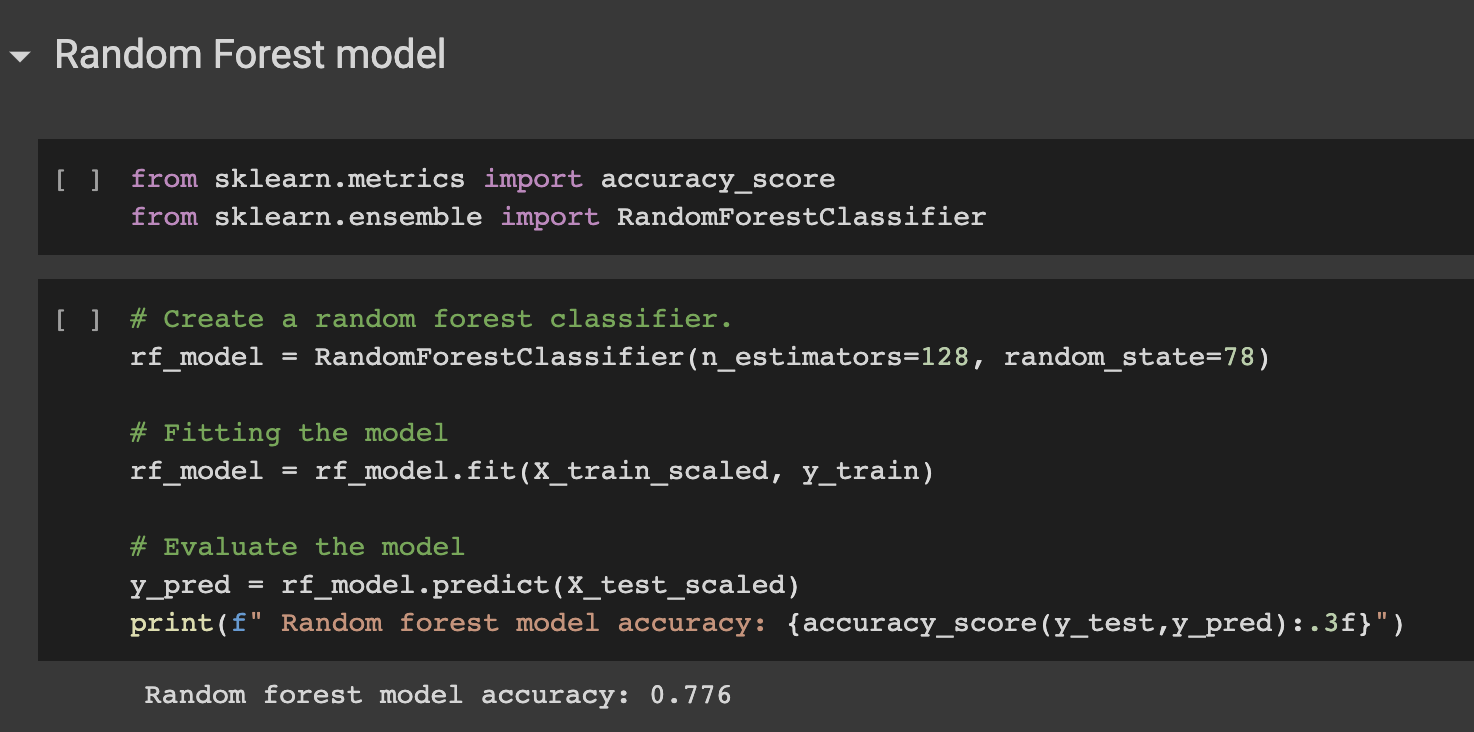 Random Forest model
[ ] from sklearn.metrics import accuracy_score
from sklearn.ensemble import RandomForestClassifier
[ ] # Create a random forest classifier.
rf_model = RandomForestClassifier(n_estimators=128, random_state=78)
# Fitting the model
rf_model = rf_model.fit(X_train_scaled, y_train)
# Evaluate the model
y_pred = rf_model.predict(X_test_scaled)
print(f" Random forest model accuracy: {accuracy_score(y_test,y_pred):.3f}")
Random forest model accuracy: 0.776